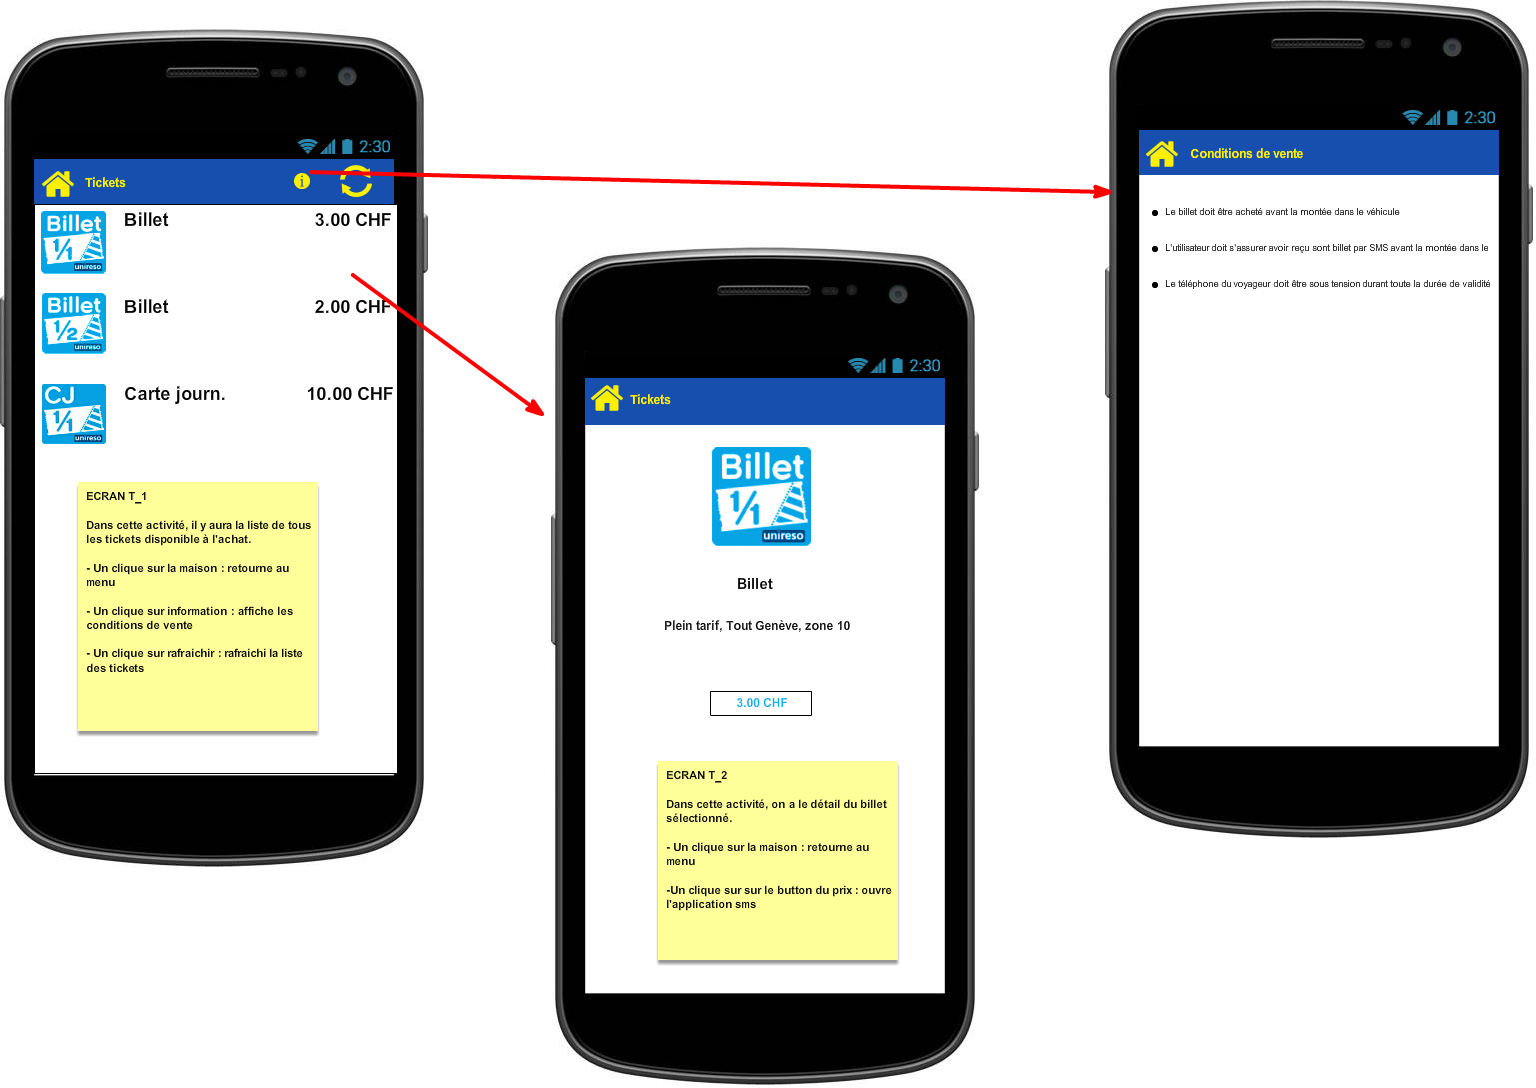 2:30
Tickets
i
Billet
1/1
unireso
Billet
3.00 CHF
Billet
1/2
unireso
Billet
2.00 CHF
CJ
1/1
unireso
Carte journ.
10.00 CHF
ECRAN T_1
Dans cette activité, il y aura la liste de tous
les tickets disponible à l'achat.
- Un clique sur la maison : retourne au
menu
- Un clique sur information : affiche les
conditions de vente
- Un clique sur rafraichir : rafraichi la liste
des tickets
2:30
Tickets
Billet
1/1
unireso
Billet
Plein tarif, Tout Genève, zone 10
3.00 CHF
ECRAN T_2
Dans cette activité, on a le détail du billet
sélectionné.
- Un clique sur la maison : retourne au
menu
-Un clique sur sur le button du prix : ouvre
l'application sms
2:30
Conditions de vente
Le billet doit être acheté avant la montée dans le véhicule
L'utilisateur doit s'assurer avoir reçu sont billet par SMS avant la montée dans le
Le téléphone du voyageur doit être sous tension durant toute la durée de validité